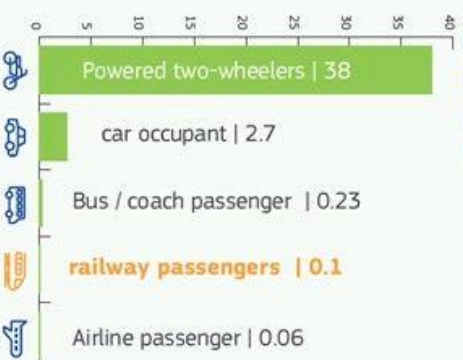 0 5 10 15 20 25 30 35 40
Powered two-wheelers | 38
car occupant | 2.7
Bus / coach passenger | 0.23
railway passengers | 0.1
Airline passenger | 0.06